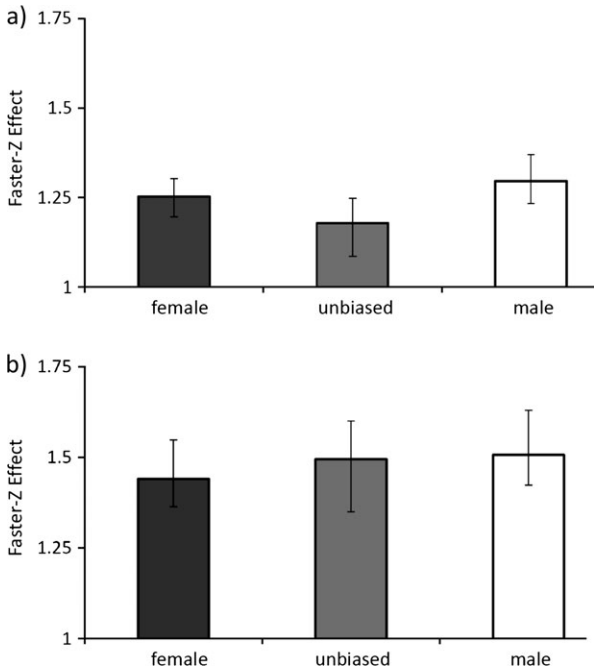 a)
1.75
1.5
1.25
1
Faster-Z Effect
female unbiased male
b)
1.75
1.5
1.25
1
Faster-Z Effect
female unbiased male